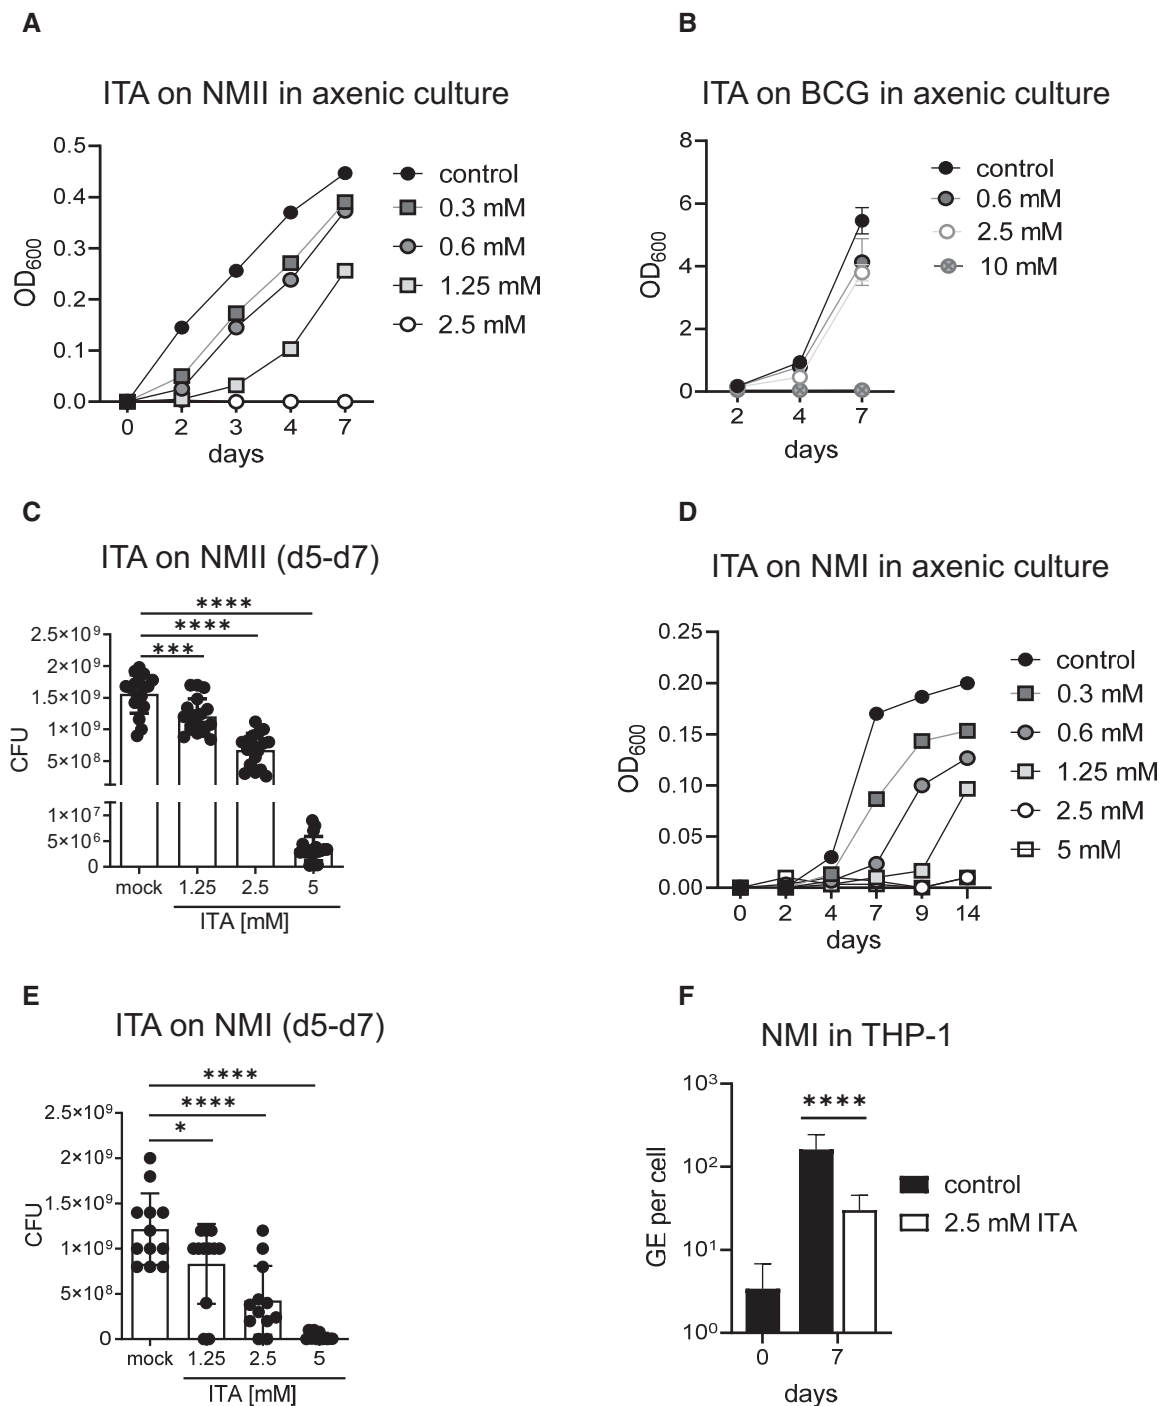 A
ITA on NMII in axenic culture
0.5
0.4
0.3
0.2
0.1
0.0
OD600
0 2 3 4 7
days
control
0.3 mM
0.6 mM
1.25 mM
2.5 mM
B
ITA on BCG in axenic culture
8
6
4
2
0
OD600
2 4 7
days
control
0.6 mM
2.5 mM
10 mM
C
ITA on NMII (d5-d7)
****
****
***
2.5×10⁹
2×10⁹
1.5×10⁹
1×10⁹
5×10⁸
1×10⁷
5×10⁶
0
CFU
mock 1.25 2.5 5
ITA [mM]
D
ITA on NMI in axenic culture
0.25
0.20
0.15
0.10
0.05
0.00
OD600
0 2 4 7 9 14
days
control
0.3 mM
0.6 mM
1.25 mM
2.5 mM
5 mM
E
ITA on NMI (d5-d7)
****
****
*
2.5×10⁹
2×10⁹
1.5×10⁹
1×10⁹
5×10⁸
0
CFU
mock 1.25 2.5 5
ITA [mM]
F
NMI in THP-1
****
10³
10²
10¹
10⁰
GE per cell
0 7
days
control
2.5 mM ITA